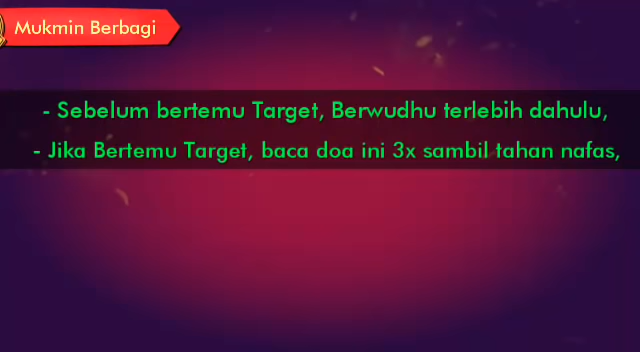 Mukmin Berbagi
- Sebelum bertemu Target, Berwudhu terlebih dahulu,
- Jika Bertemu Target, baca doa ini 3x sambil tahan nafas,